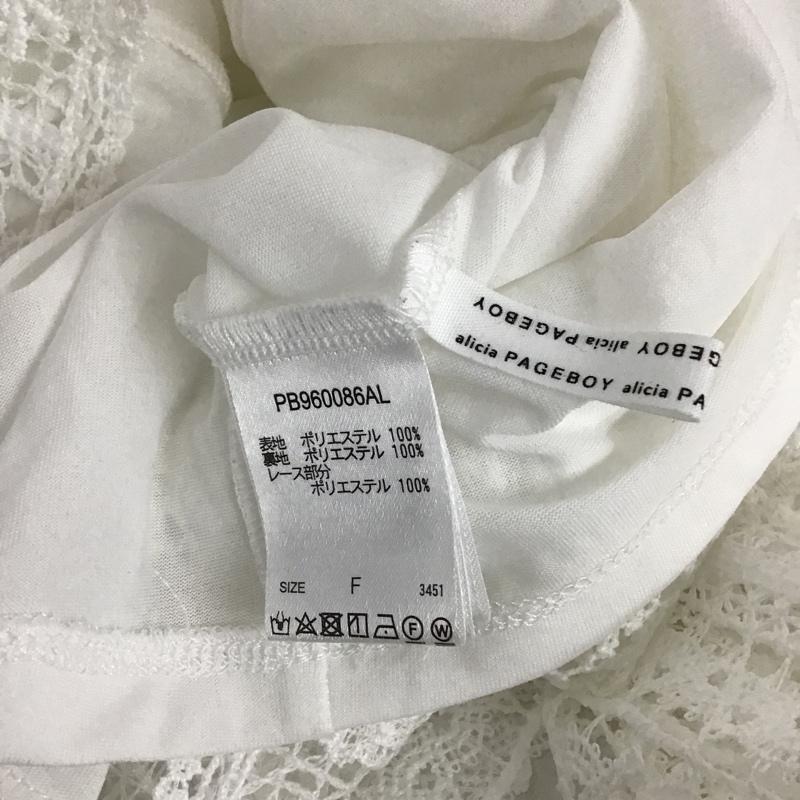 PB960086AL
表地 ポリエステル 100%
裏地 ポリエステル 100%
レース部分
ポリエステル 100%
SIZE F 3451
F W
PAGEBOY alicia PAGEBOY
alicia PAGEBOY alicia PA